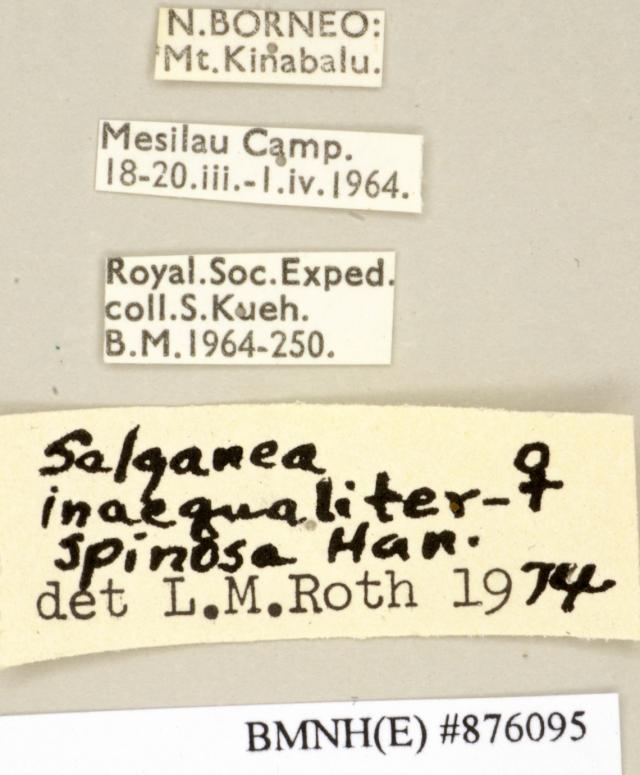 N.BORNEO:
Mt.Kinabalu.
Mesilau Camp.
18-20.iii.-1.iv.1964.
Royal.Soc.Exped.
coll.S.Kueh.
B.M.1964-250.
Salganea
inaequaliter- ♀
spinosa Han.
det L.M.Roth 1974
BMNH(E) #876095